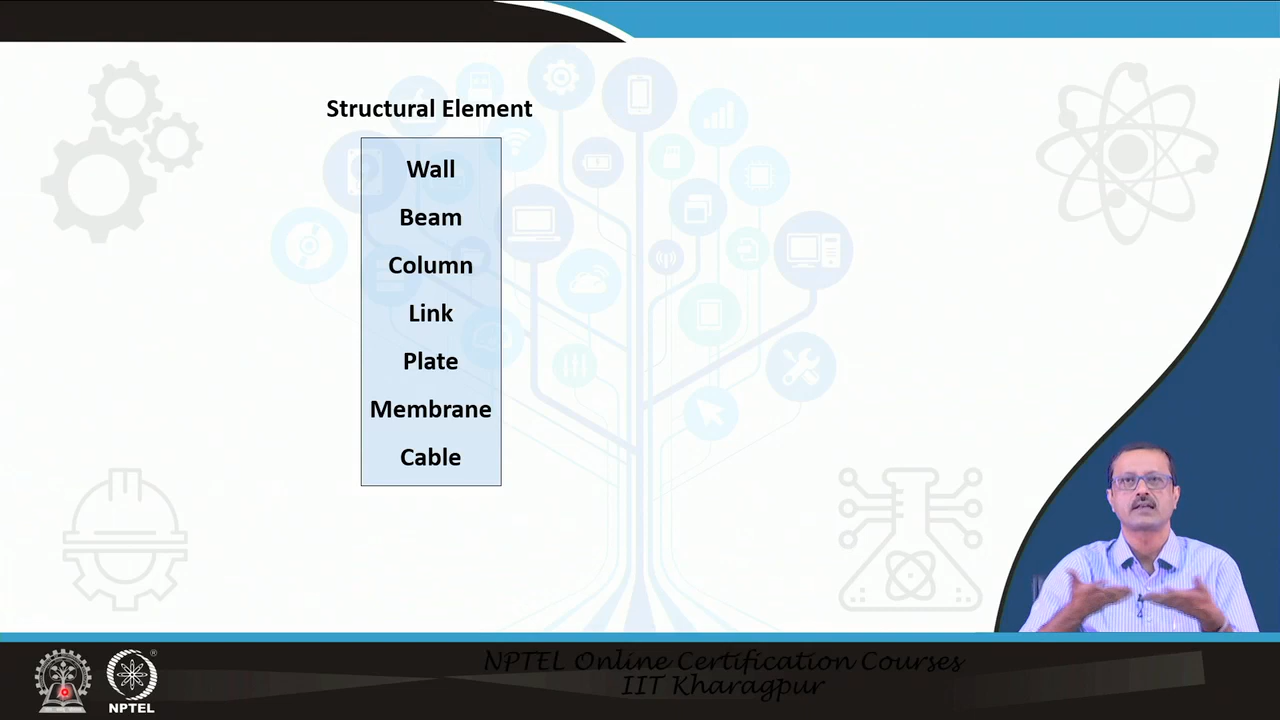 Structural Element
Wall
Beam
Column
Link
Plate
Membrane
Cable
NPTEL Online Certification Courses
IIT Kharagpur
NPTEL